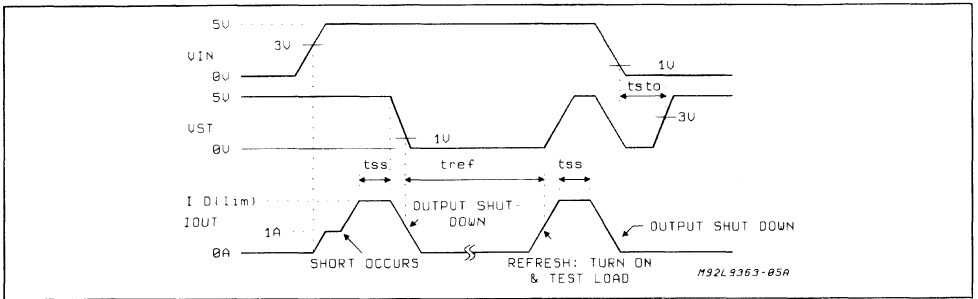 5V
3V
VIN
1V
0V
tsto
5V
3V
VST
1V
0V
tss
tref
tss
I D(lim)
IOUT
OUTPUT SHUT-
DOWN
1A
OUTPUT SHUT DOWN
0A
SHORT OCCURS
REFRESH: TURN ON
& TEST LOAD
M92L9363-05A